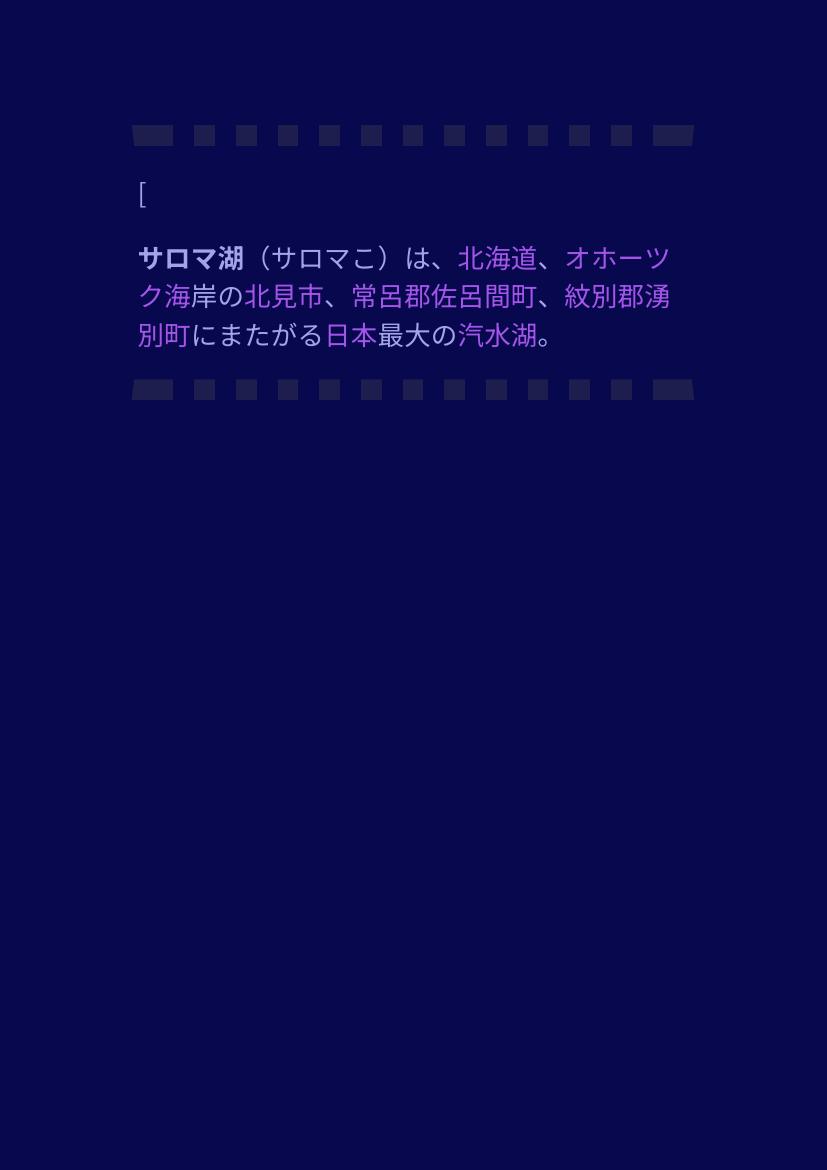 [
サロマ湖（サロマこ）は、北海道、オホーツ
ク海岸の北見市、常呂郡佐呂間町、紋別郡湧
別町にまたがる日本最大の汽水湖。